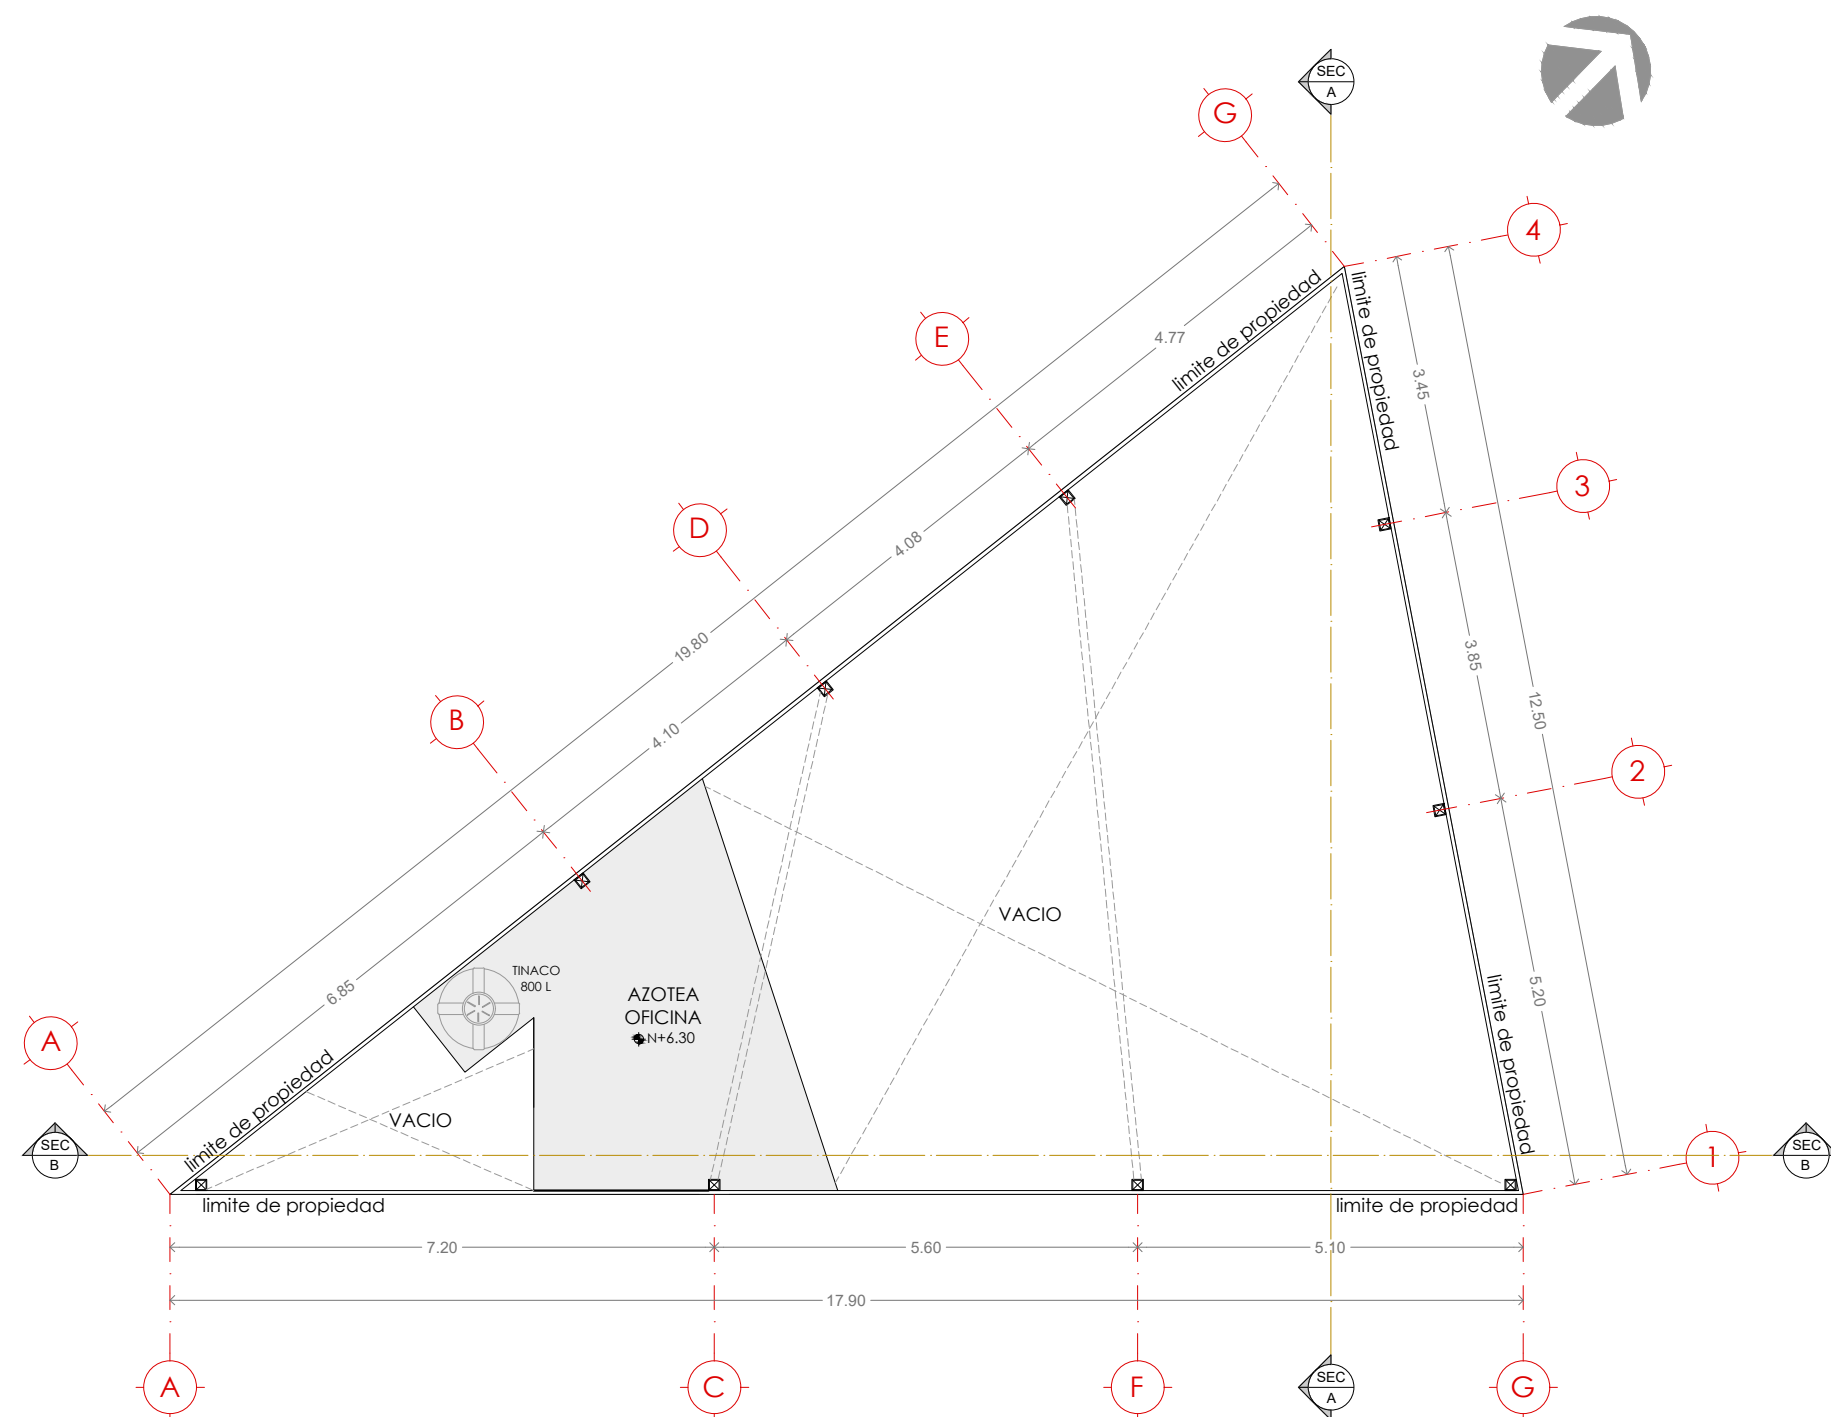 SEC
A
G
4
limite de propiedad
limite de propiedad
E
4.77
3.45
3
D
4.08
19.80
3.85
12.50
B
4.10
2
VACIO
TINACO
800 L
AZOTEA
OFICINA
N+6.30
6.85
5.20
A
limite de propiedad
limite de propiedad
VACIO
SEC
B
1
SEC
B
limite de propiedad
limite de propiedad
7.20
5.60
5.10
17.90
A
C
F
SEC
A
G